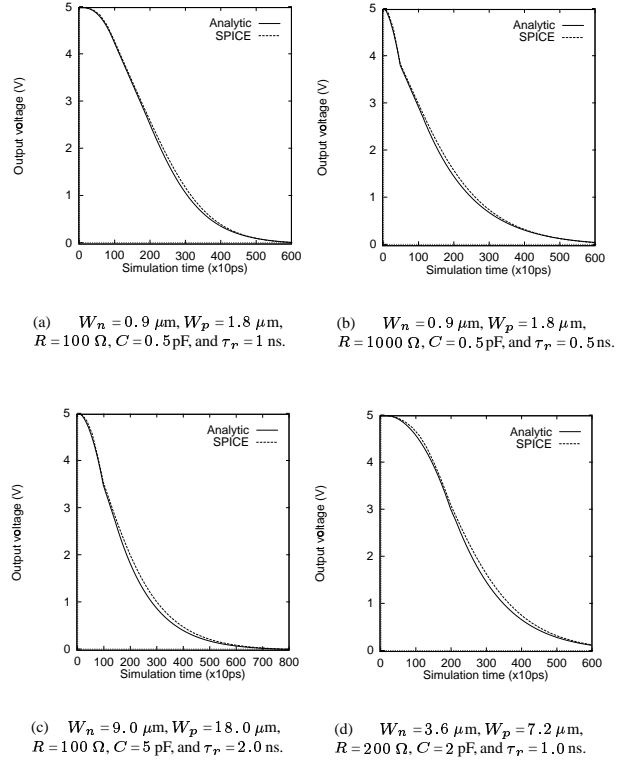 5
4
3
2
1
0
0 100 200 300 400 500 600
Output voltage (V)
Simulation time (x10ps)
Analytic
SPICE
5
4
3
2
1
0
0 100 200 300 400 500 600
Output voltage (V)
Simulation time (x10ps)
Analytic
SPICE
(a) Wn = 0.9 μm, Wp = 1.8 μm,
R = 100 Ω, C = 0.5 pF, and τr = 1 ns.
(b) Wn = 0.9 μm, Wp = 1.8 μm,
R = 1000 Ω, C = 0.5 pF, and τr = 0.5 ns.
5
4
3
2
1
0
0 100 200 300 400 500 600 700 800
Output voltage (V)
Simulation time (x10ps)
Analytic
SPICE
5
4
3
2
1
0
0 100 200 300 400 500 600
Output voltage (V)
Simulation time (x10ps)
Analytic
SPICE
(c) Wn = 9.0 μm, Wp = 18.0 μm,
R = 100 Ω, C = 5 pF, and τr = 2.0 ns.
(d) Wn = 3.6 μm, Wp = 7.2 μm,
R = 200 Ω, C = 2 pF, and τr = 1.0 ns.